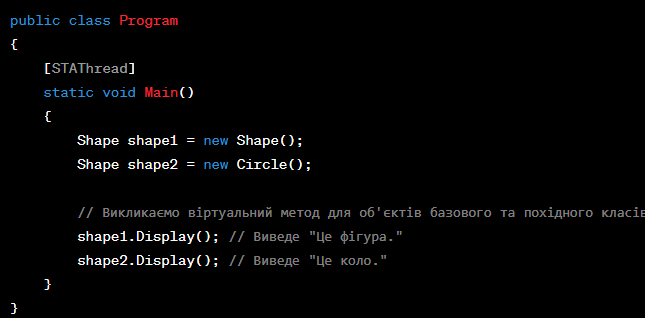 public class Program
{
[STAThread]
static void Main()
{
Shape shape1 = new Shape();
Shape shape2 = new Circle();
// Викликаємо віртуальний метод для об'єктів базового та похідного класів
shape1.Display(); // Виведе "Це фігура."
shape2.Display(); // Виведе "Це коло."
}
}